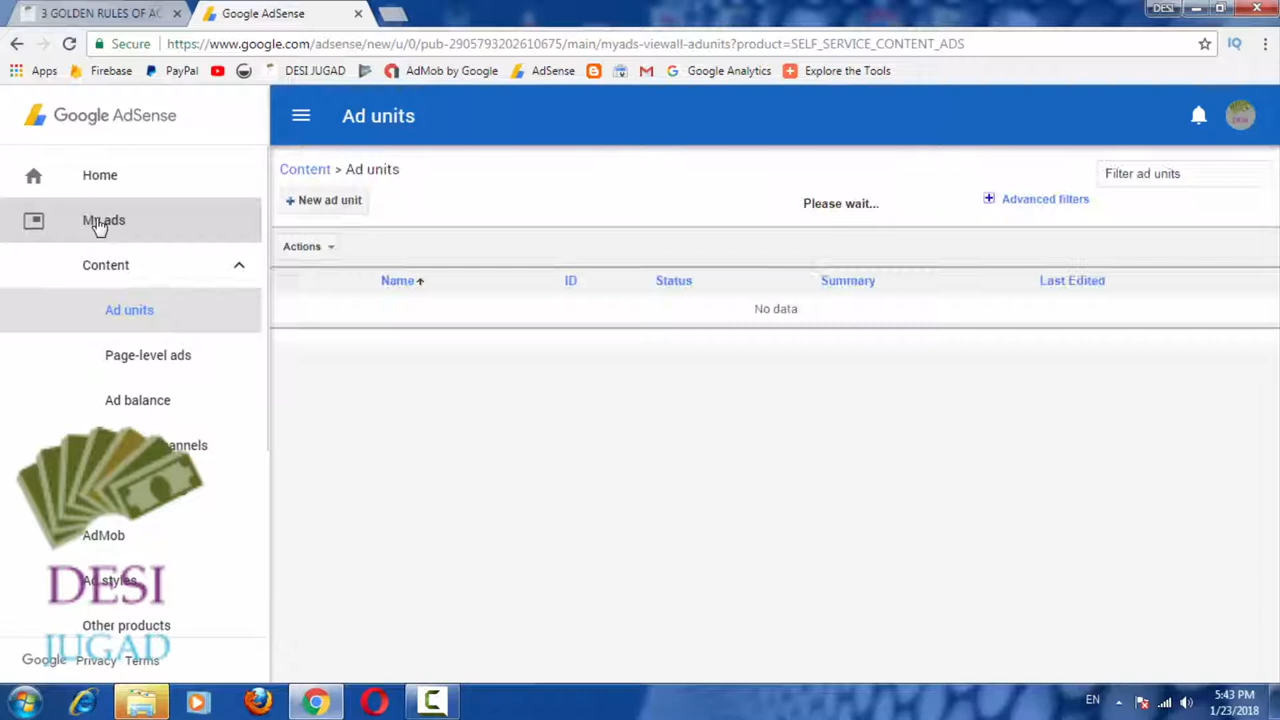 3 GOLDEN RULES OF AC
Google AdSense
DESI
Secure
https://www.google.com/adsense/new/u/0/pub-2905793202610675/main/myads-viewall-adunits?product=SELF_SERVICE_CONTENT_ADS
Apps
Firebase
PayPal
DESI JUGAD
AdMob by Google
AdSense
Google Analytics
Explore the Tools
Google AdSense
Ad units
Home
My ads
Content
Ad units
Page-level ads
Ad balance
AdMob
Ad styles
Other products
Google Privacy Terms
DESI
JUGAD
Content > Ad units
Filter ad units
+ New ad unit
Please wait...
Advanced filters
Actions
Name ID Status Summary Last Edited
No data
EN
5:43 PM
1/23/2018